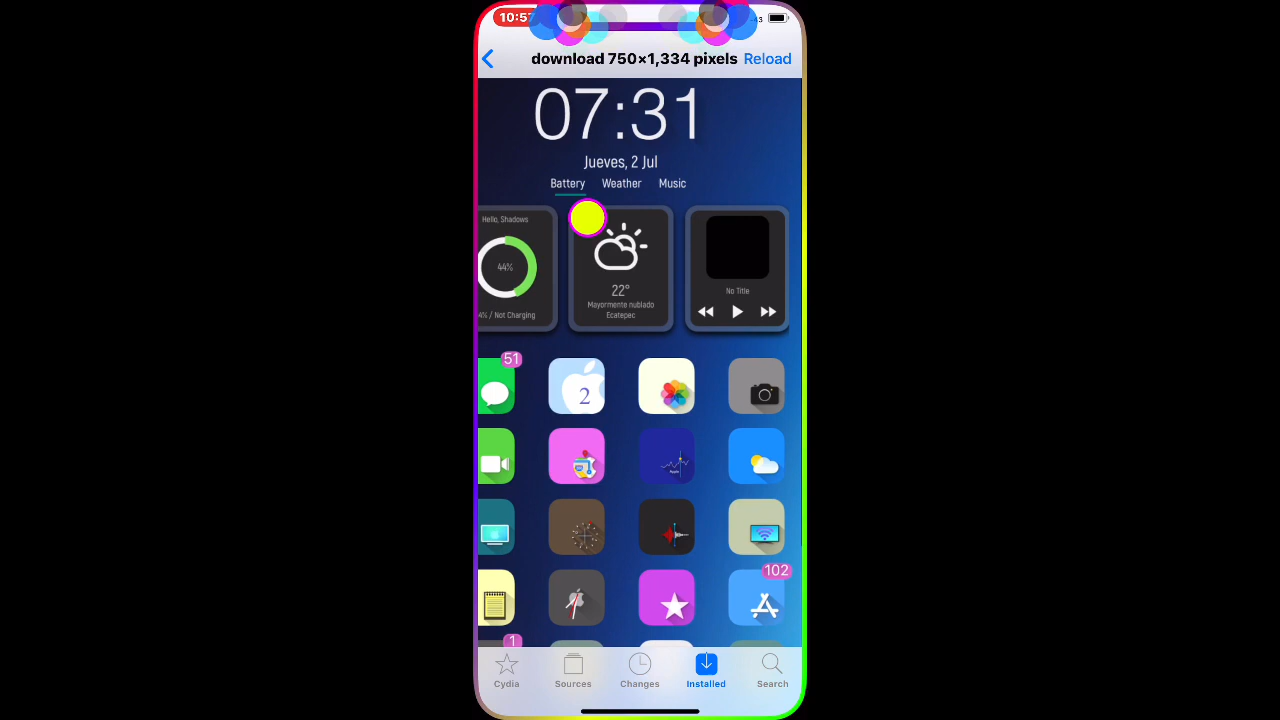 10:57
download 750×1,334 pixels Reload
07:31
Jueves, 2 Jul
Battery Weather Music
Hello, Shadows
44%
4% / Not Charging
22°
Mayormente nublado
Ecatepec
No Title
51
2
102
1
Cydia Sources Changes Installed Search